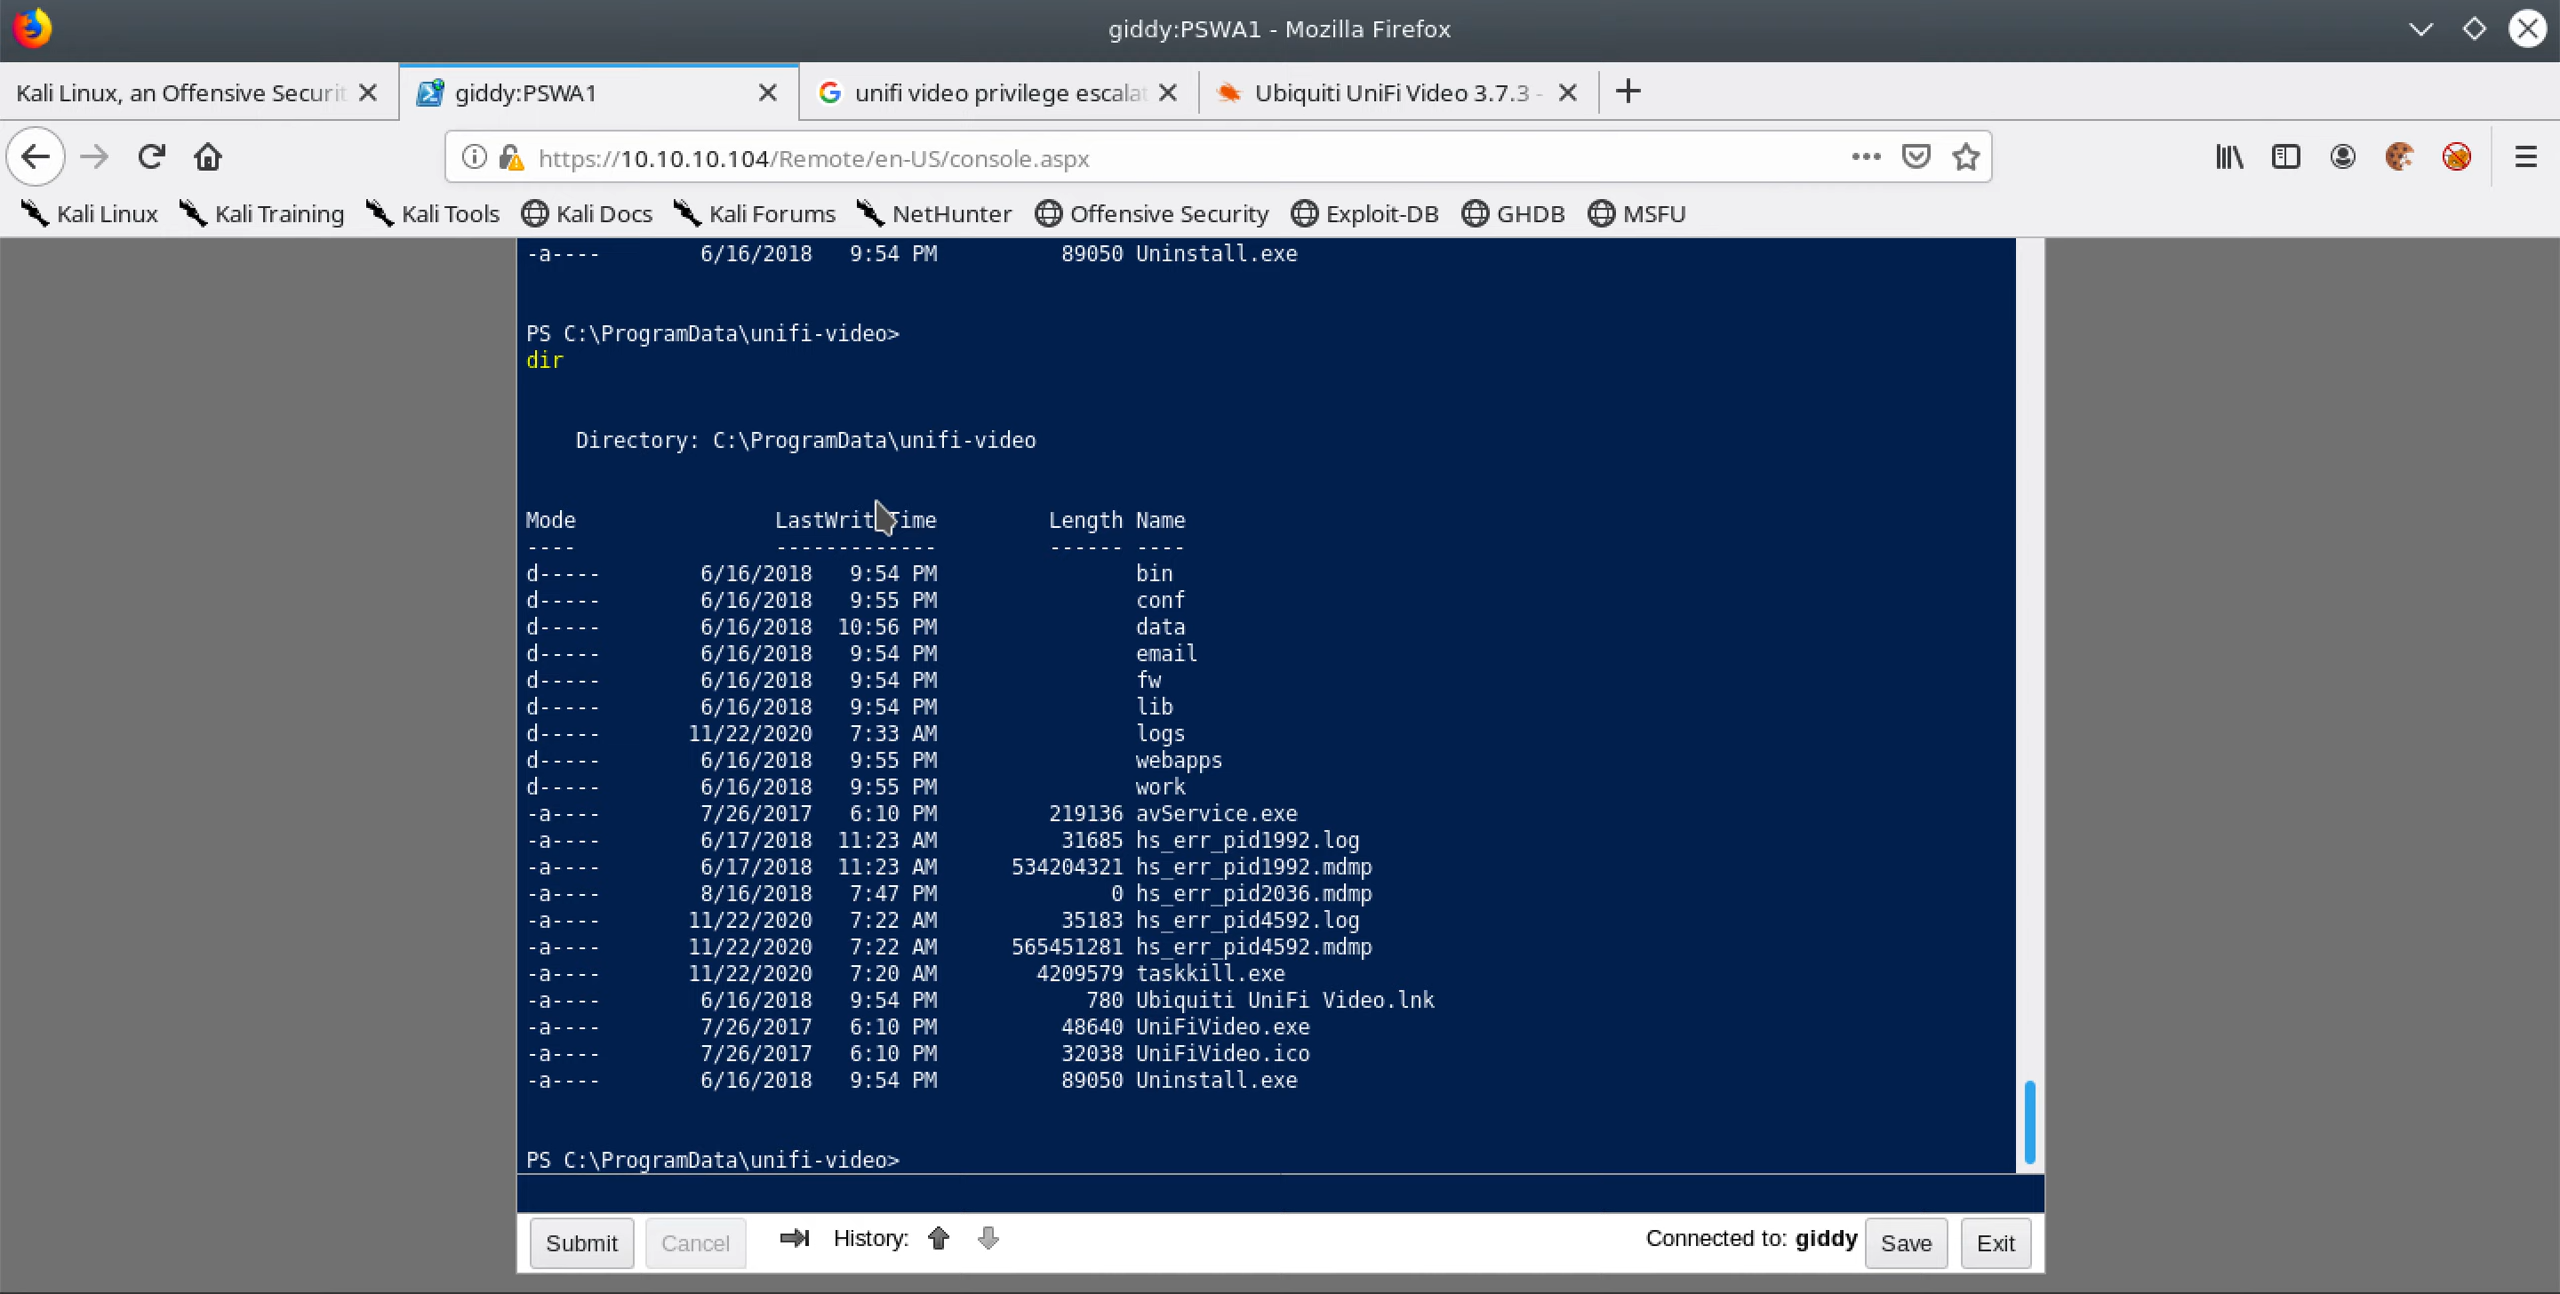 giddy:PSWA1 - Mozilla Firefox
Kali Linux, an Offensive Securit
giddy:PSWA1
unifi video privilege escalat
Ubiquiti UniFi Video 3.7.3 -
https://10.10.10.104/Remote/en-US/console.aspx
Kali Linux Kali Training Kali Tools Kali Docs Kali Forums NetHunter Offensive Security Exploit-DB GHDB MSFU
-a---- 6/16/2018 9:54 PM 89050 Uninstall.exe
PS C:\ProgramData\unifi-video>
dir
Directory: C:\ProgramData\unifi-video
Mode LastWrit Time Length Name
---- ------------- ------ ----
d----- 6/16/2018 9:54 PM bin
d----- 6/16/2018 9:55 PM conf
d----- 6/16/2018 10:56 PM data
d----- 6/16/2018 9:54 PM email
d----- 6/16/2018 9:54 PM fw
d----- 6/16/2018 9:54 PM lib
d----- 11/22/2020 7:33 AM logs
d----- 6/16/2018 9:55 PM webapps
d----- 6/16/2018 9:55 PM work
-a---- 7/26/2017 6:10 PM 219136 avService.exe
-a---- 6/17/2018 11:23 AM 31685 hs_err_pid1992.log
-a---- 6/17/2018 11:23 AM 534204321 hs_err_pid1992.mdmp
-a---- 8/16/2018 7:47 PM 0 hs_err_pid2036.mdmp
-a---- 11/22/2020 7:22 AM 35183 hs_err_pid4592.log
-a---- 11/22/2020 7:22 AM 565451281 hs_err_pid4592.mdmp
-a---- 11/22/2020 7:20 AM 4209579 taskkill.exe
-a---- 6/16/2018 9:54 PM 780 Ubiquiti UniFi Video.lnk
-a---- 7/26/2017 6:10 PM 48640 UniFiVideo.exe
-a---- 7/26/2017 6:10 PM 32038 UniFiVideo.ico
-a---- 6/16/2018 9:54 PM 89050 Uninstall.exe
PS C:\ProgramData\unifi-video>
Submit Cancel History: Connected to: giddy Save Exit